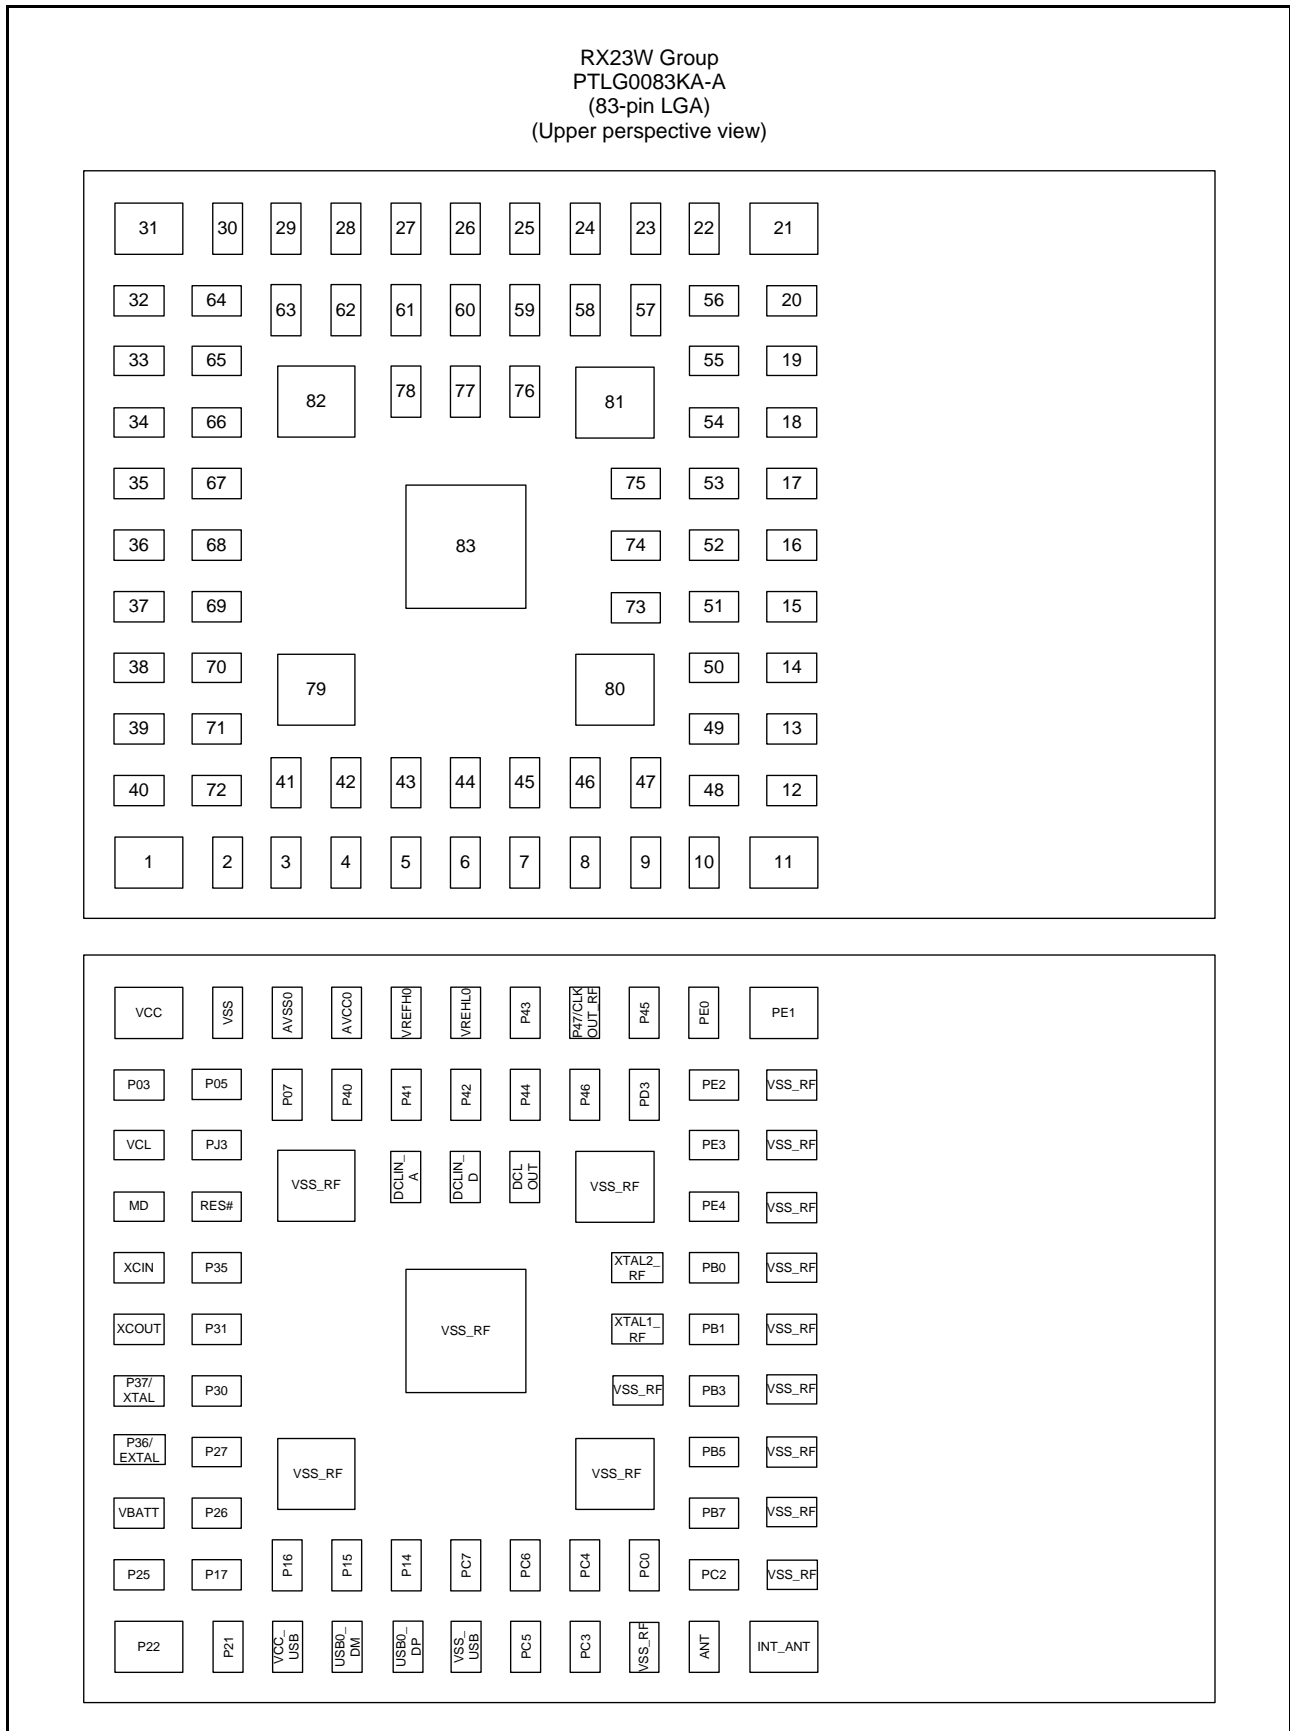 RX23W Group
PTLG0083KA-A
(83-pin LGA)
(Upper perspective view)
31 30 29 28 27 26 25 24 23 22 21
32 64 63 62 61 60 59 58 57 56 20
33 65 55 19
82 78 77 76 81
34 66 54 18
35 67 75 53 17
36 68 83 74 52 16
37 69 73 51 15
38 70 50 14
79 80
39 71 49 13
40 72 41 42 43 44 45 46 47 48 12
1 2 3 4 5 6 7 8 9 10 11
VCC VSS AVSS0 AVCC0 VREFH0 VREHL0 P43 P47/CLK P45 PE0 PE1
OUT_RF
P03 P05 P07 P40 P41 P42 P44 P46 PD3 PE2 VSS_RF
VCL PJ3 PE3 VSS_RF
VSS_RF DCLIN_ DCLIN_ DCL VSS_RF
A D OUT
MD RES# PE4 VSS_RF
XCIN P35 XTAL2_ PB0 VSS_RF
RF
XCOUT P31 VSS_RF XTAL1_ PB1 VSS_RF
RF
P37/ P30 VSS_RF PB3 VSS_RF
XTAL
P36/ P27 PB5 VSS_RF
EXTAL
VSS_RF VSS_RF
VBATT P26 PB7 VSS_RF
P25 P17 P16 P15 P14 PC7 PC6 PC4 PC0 PC2 VSS_RF
P22 P21 VCC_ USB0_ USB0_ VSS_ PC5 PC3 VSS_RF ANT INT_ANT
USB DM DP USB